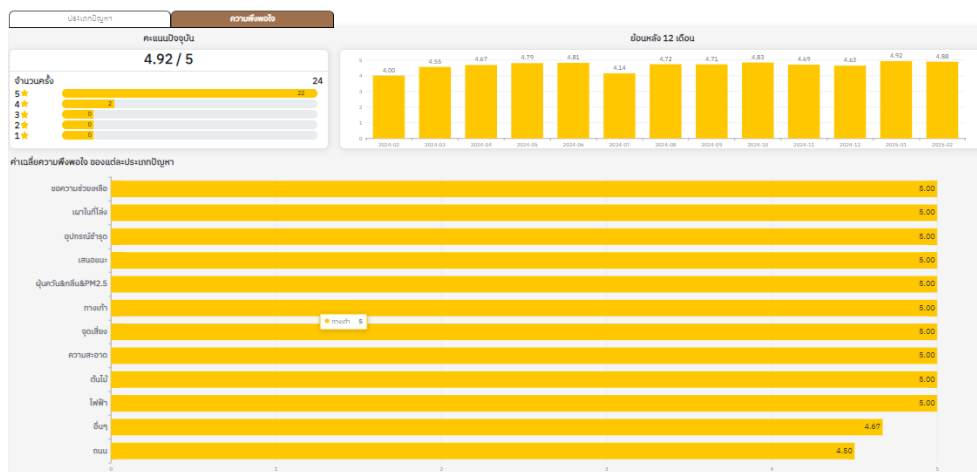 ประเภทปัญหา ความพึงพอใจ
คะแนนปัจจุบัน
4.92 / 5
จำนวนครั้ง 24
5 22
4 2
3 0
2 0
1 0
ย้อนหลัง 12 เดือน
5
4
3
2
1
0
4.00 4.55 4.67 4.79 4.81 4.14 4.72 4.71 4.83 4.69 4.63 4.92 4.88
2024-02 2024-03 2024-04 2024-05 2024-06 2024-07 2024-08 2024-09 2024-10 2024-11 2024-12 2025-01 2025-02
ค่าเฉลี่ยความพึงพอใจ ของแต่ละประเภทปัญหา
ขอความช่วยเหลือ 5.00
เผาในที่โล่ง 5.00
อุปกรณ์ชำรุด 5.00
เสนอแนะ 5.00
ฝุ่นควัน&กลิ่น&PM2.5 5.00
ทางเท้า 5.00
ทางเท้า 5
จุดเสี่ยง 5.00
ความสะอาด 5.00
ต้นไม้ 5.00
ไฟฟ้า 5.00
อื่นๆ 4.67
ถนน 4.50
0 1 2 3 4 5